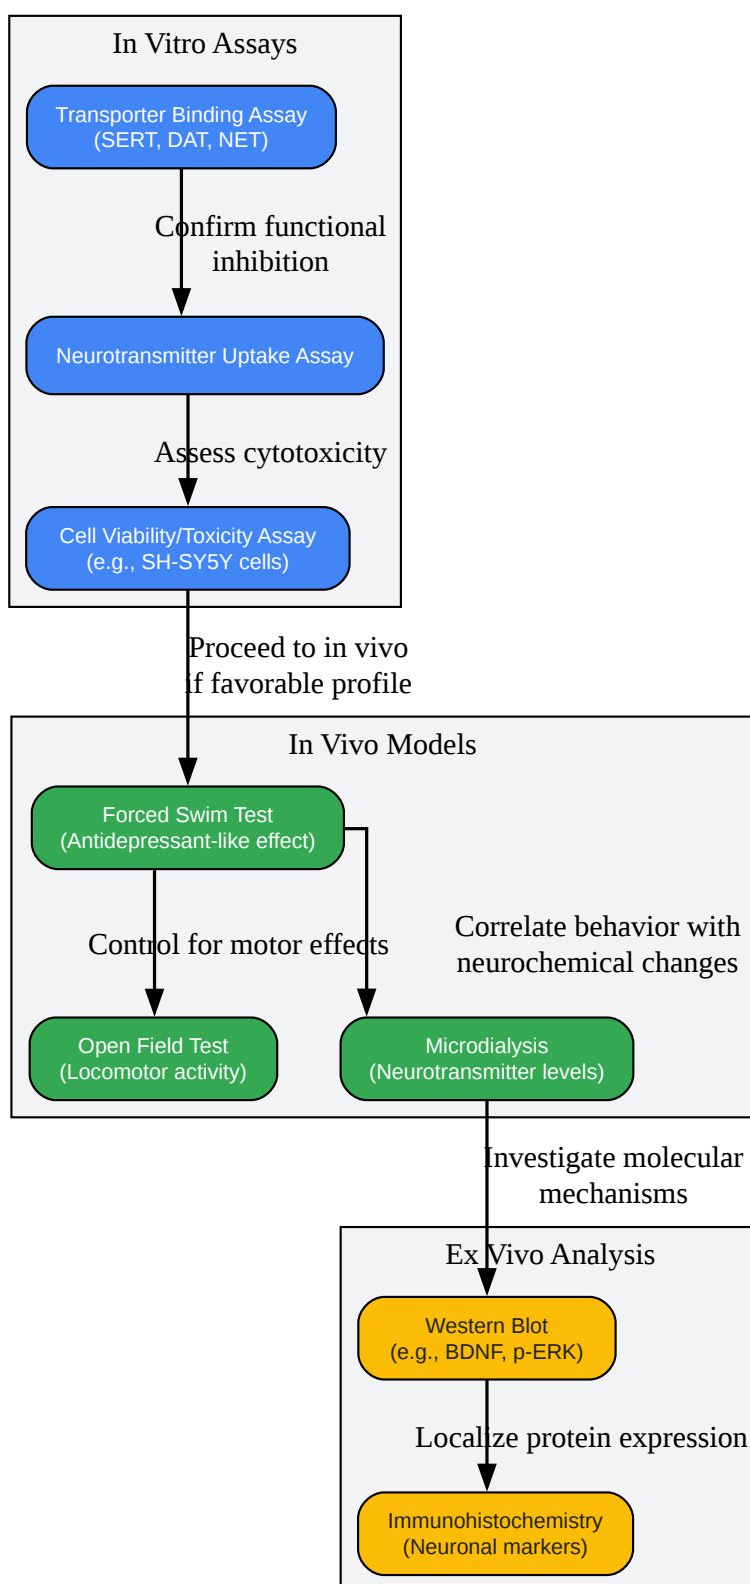 In Vitro Assays
Transporter Binding Assay
(SERT, DAT, NET)
Confirm functional
inhibition
Neurotransmitter Uptake Assay
Assess cytotoxicity
Cell Viability/Toxicity Assay
(e.g., SH-SY5Y cells)
Proceed to in vivo
if favorable profile
In Vivo Models
Forced Swim Test
(Antidepressant-like effect)
Control for motor effects
Correlate behavior with
neurochemical changes
Open Field Test
(Locomotor activity)
Microdialysis
(Neurotransmitter levels)
Investigate molecular
mechanisms
Ex Vivo Analysis
Western Blot
(e.g., BDNF, p-ERK)
Localize protein expression
Immunohistochemistry
(Neuronal markers)